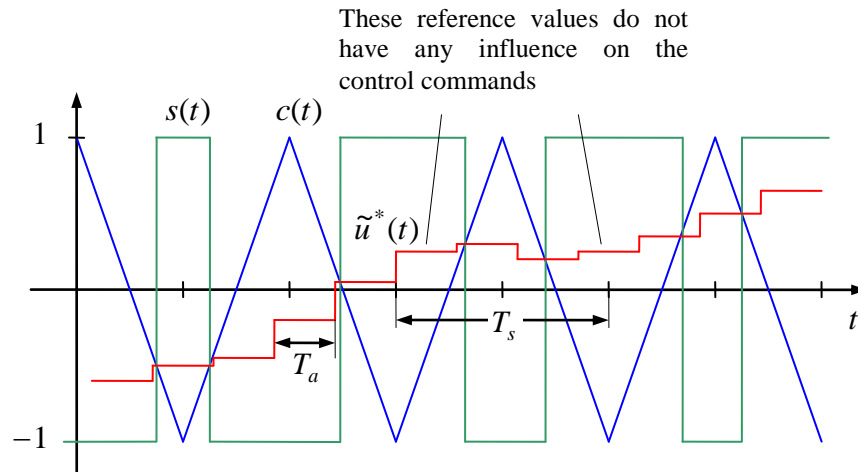 These reference values do not
have any influence on the
control commands
1
s(t)
c(t)
ũ*(t)
t
T_s
T_a
−1